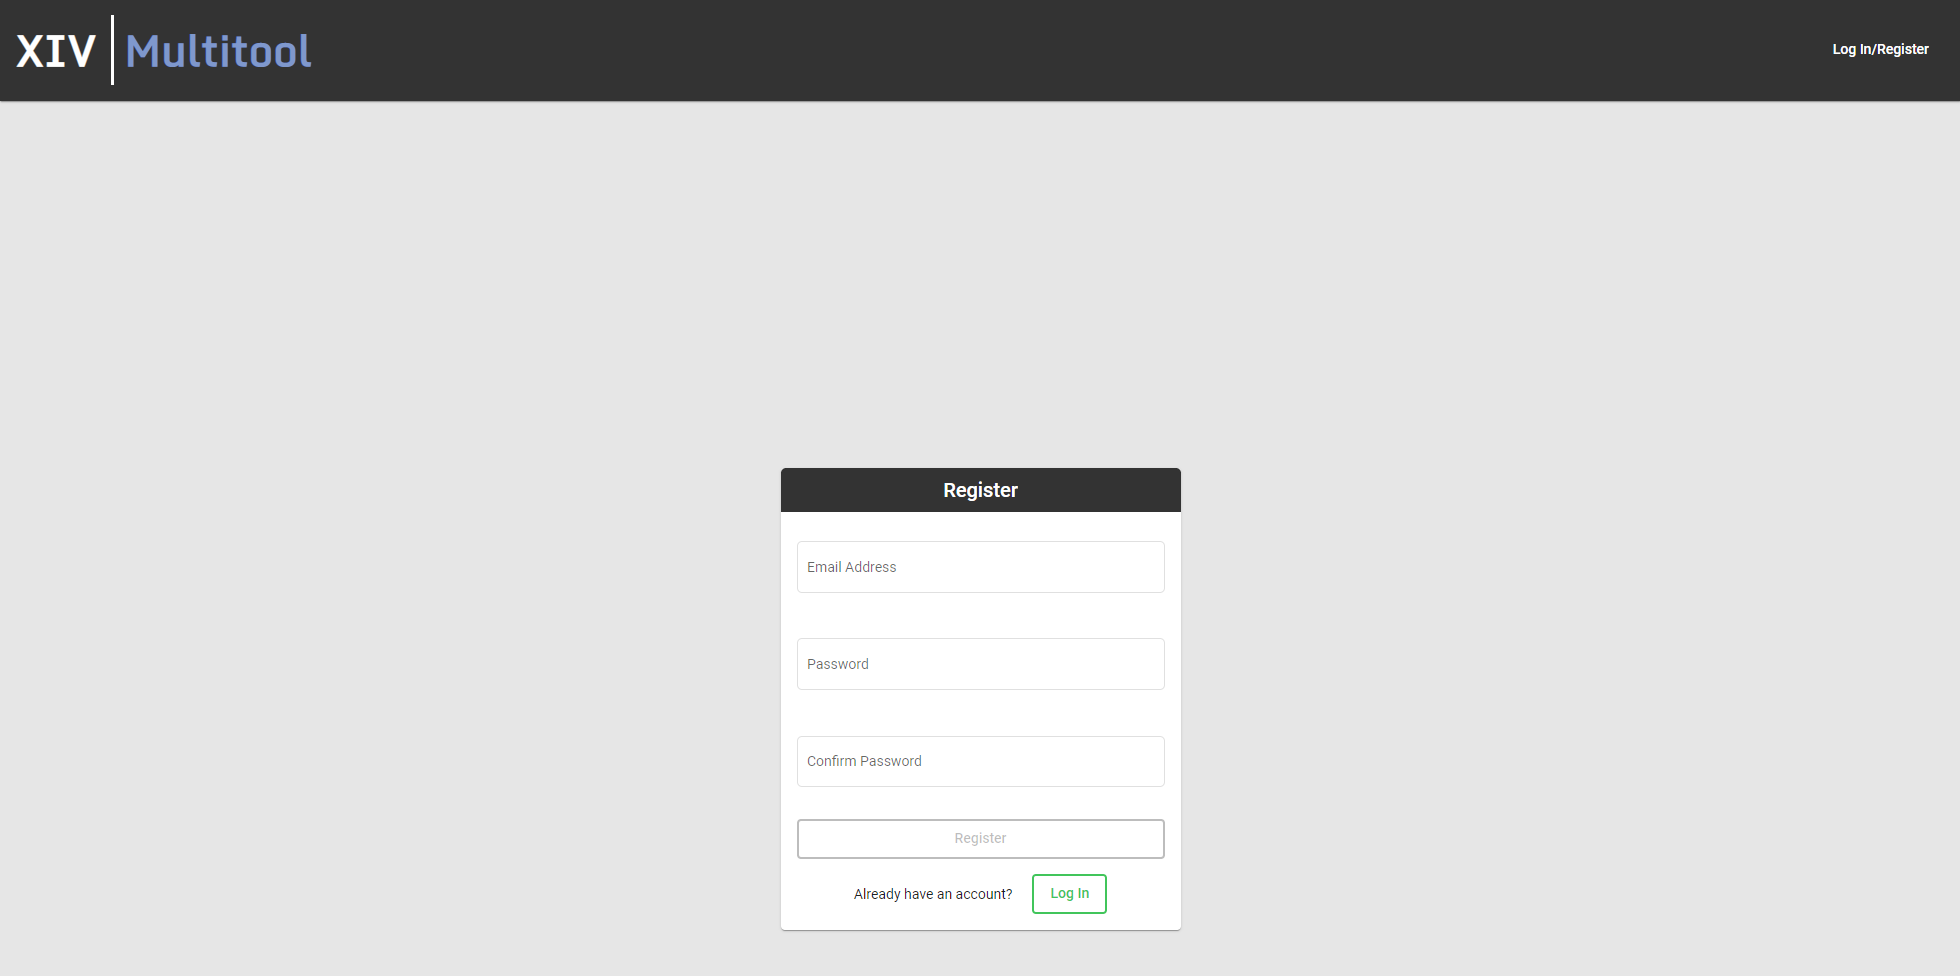 XIV | Multitool
Log In/Register
Register
Email Address
Password
Confirm Password
Register
Already have an account? Log In